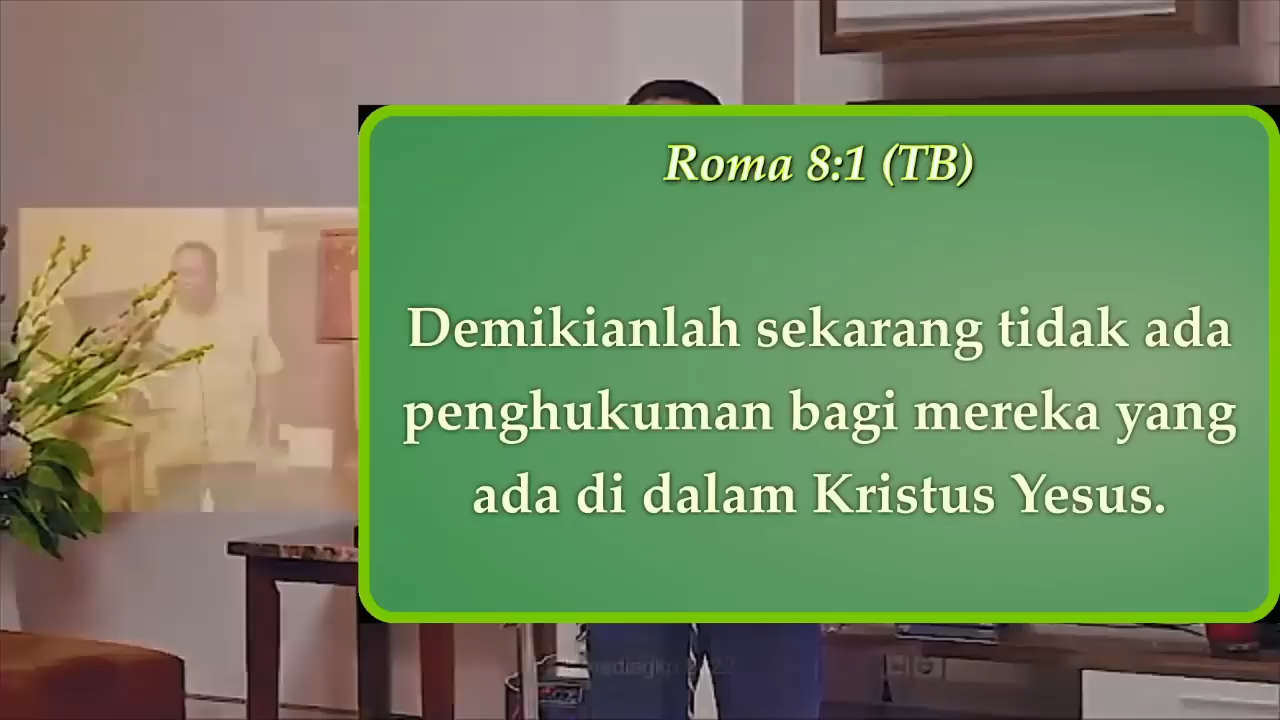 Roma 8:1 (TB)
Demikianlah sekarang tidak ada
penghukuman bagi mereka yang
ada di dalam Kristus Yesus.